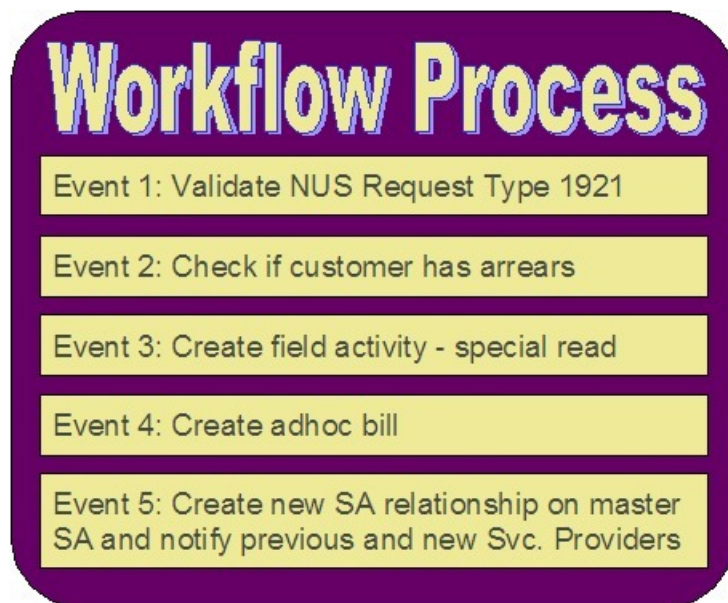 Workflow Process
Event 1: Validate NUS Request Type 1921
Event 2: Check if customer has arrears
Event 3: Create field activity - special read
Event 4: Create adhoc bill
Event 5: Create new SA relationship on master
SA and notify previous and new Svc. Providers